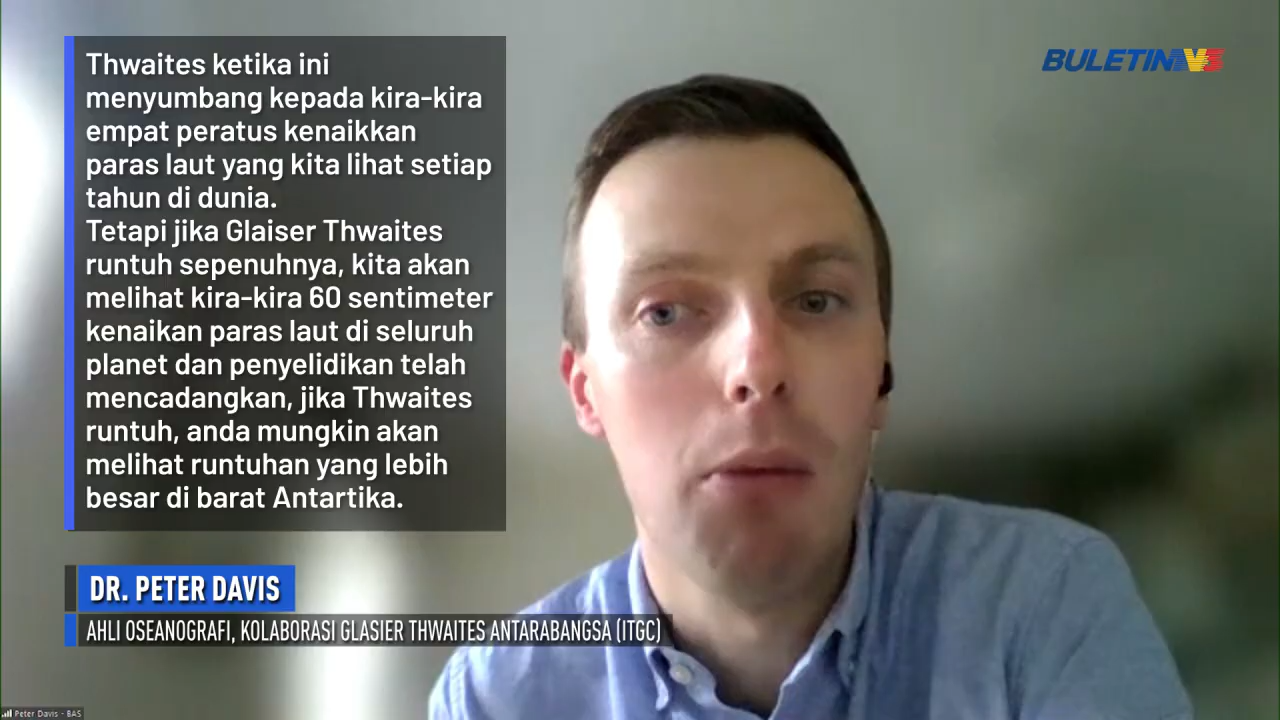 Thwaites ketika ini
menyumbang kepada kira-kira
empat peratus kenaikkan
paras laut yang kita lihat setiap
tahun di dunia.
Tetapi jika Glaiser Thwaites
runtuh sepenuhnya, kita akan
melihat kira-kira 60 sentimeter
kenaikan paras laut di seluruh
planet dan penyelidikan telah
mencadangkan, jika Thwaites
runtuh, anda mungkin akan
melihat runtuhan yang lebih
besar di barat Antartika.
BULETIN TV3
DR. PETER DAVIS
AHLI OSEANOGRAFI, KOLABORASI GLASIER THWAITES ANTARABANGSA (ITGC)
Peter Davis - BAS